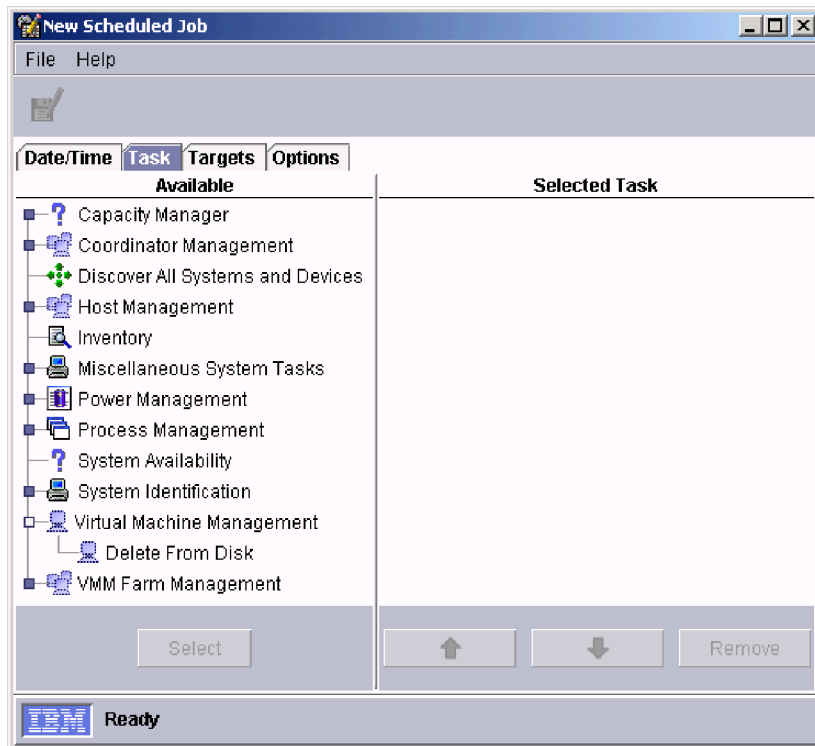 New Scheduled Job
File Help
Date/Time Task Targets Options
Available
Selected Task
? Capacity Manager
Coordinator Management
Discover All Systems and Devices
Host Management
Inventory
Miscellaneous System Tasks
Power Management
Process Management
? System Availability
System Identification
Virtual Machine Management
Delete From Disk
VMM Farm Management
Select
Remove
IBM Ready